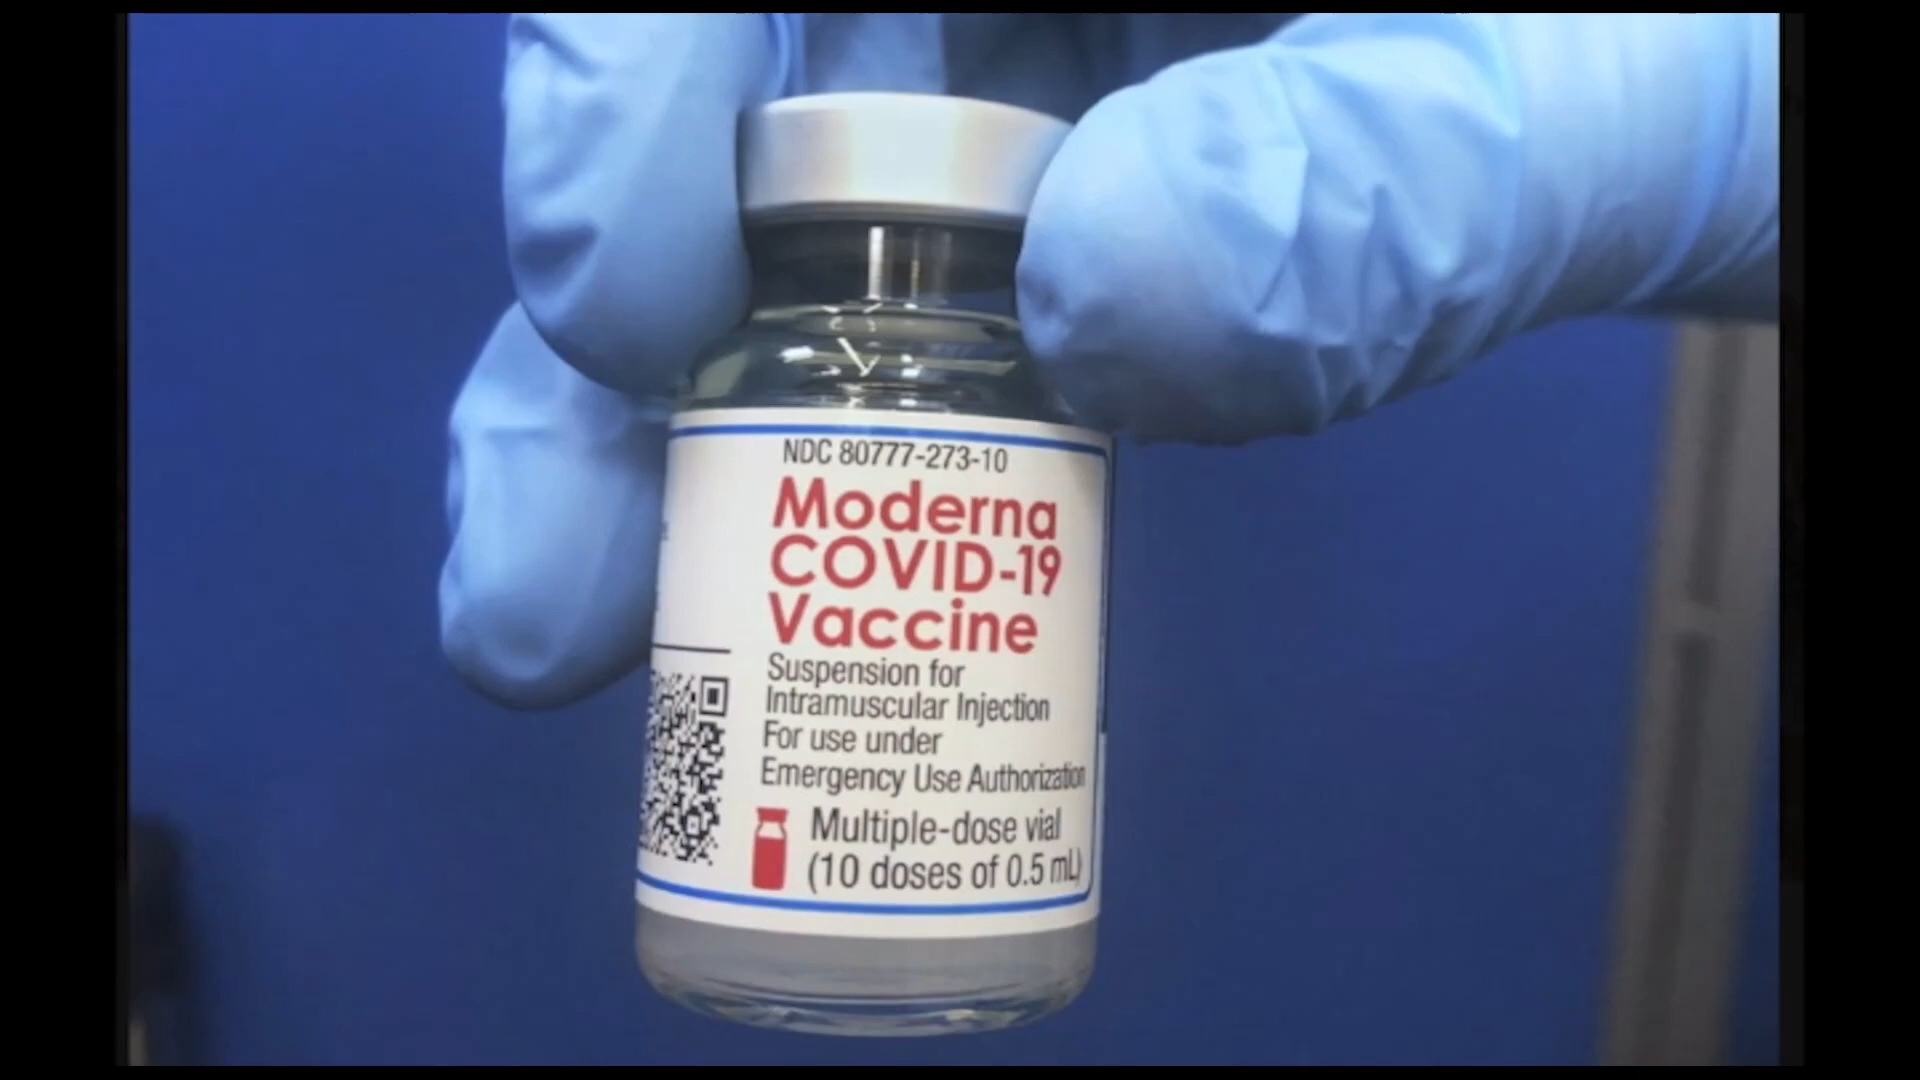 NDC 80777-273-10
Moderna
COVID-19
Vaccine
Suspension for
Intramuscular Injection
For use under
Emergency Use Authorization
Multiple-dose vial
(10 doses of 0.5 mL)